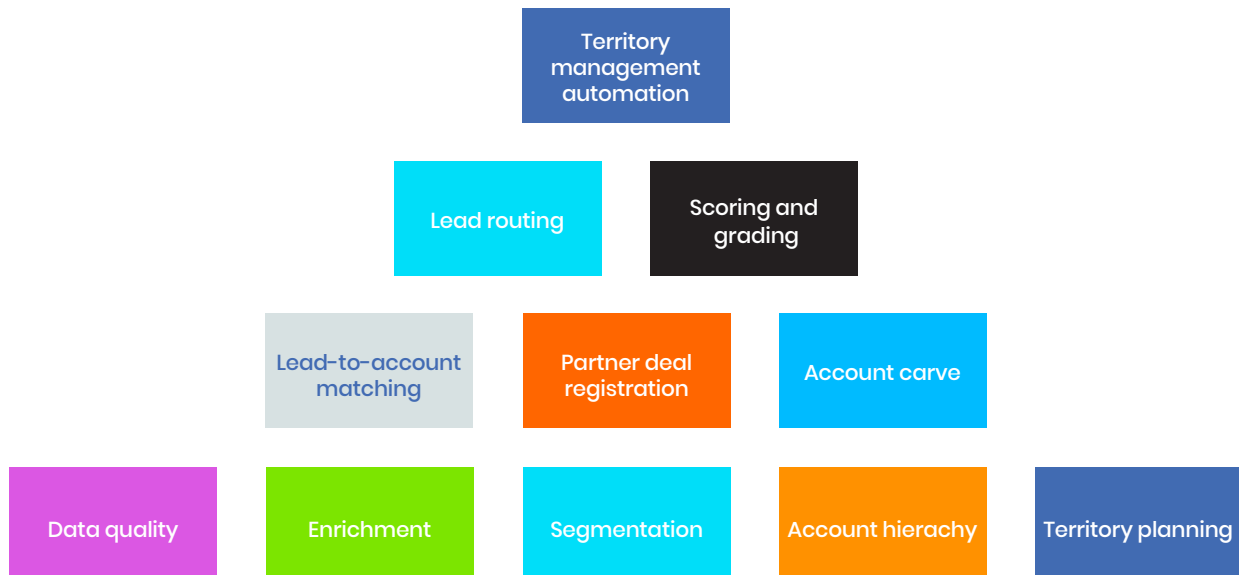 Territory
management
automation
Lead routing
Scoring and
grading
Lead-to-account
matching
Partner deal
registration
Account carve
Data quality
Enrichment
Segmentation
Account hierachy
Territory planning